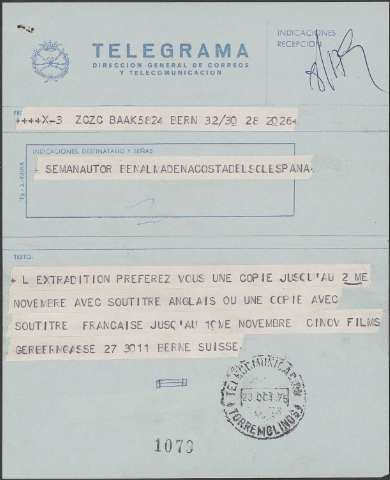 TELEGRAMA
DIRECCION GENERAL DE CORREOS
Y TELECOMUNICACION
INDICACIONES
RECEPCION
++++X-3 ZCZC BAAK5824 BERN 32/30 28 2026+
INDICACIONES, DESTINATARIO Y SEÑAS
SEMANAUTOR BENALMADENACOSTADELSOLESPANA
TEXTO:
+ L EXTRADITION PREFEREZ VOUS UNE COPIE JUSQU'AU 2 ME
NOVEMBRE AVEC SOUTITRE ANGLAIS OU UNE COPIE AVEC
SOUTITRE FRANCAISE JUSQU'AU 10ME NOVEMBRE CINOV FILMS
GERBERNGASSE 27 3011 BERNE SUISSE
TELECOMUNICACION
OCT
TORREMOLINOS
1079